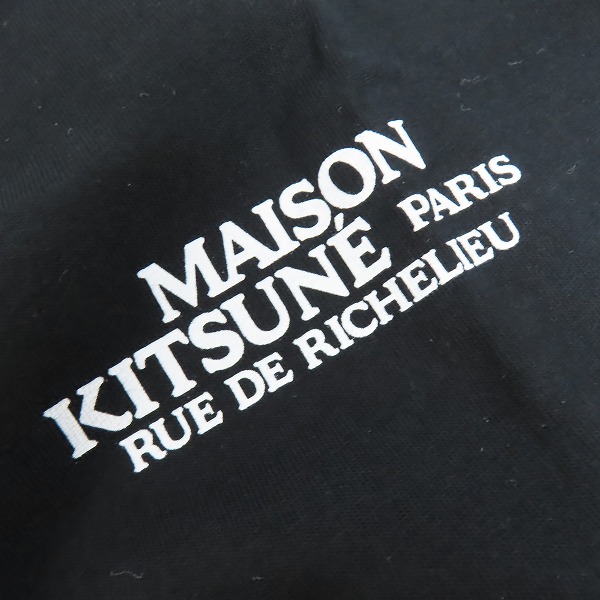 MAISON
KITSUNÉ PARIS
RUE DE RICHELIEU